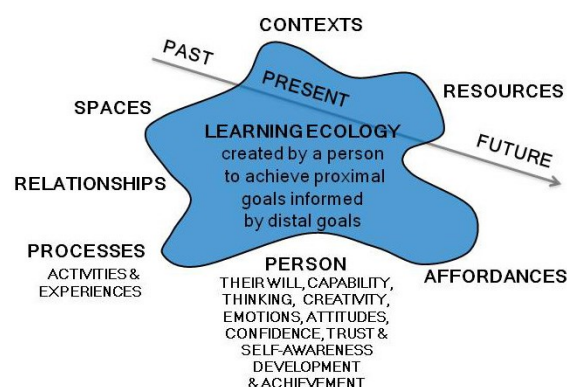 CONTEXTS
PAST
PRESENT
RESOURCES
SPACES
LEARNING ECOLOGY
created by a person
to achieve proximal
goals informed
by distal goals
FUTURE
RELATIONSHIPS
PROCESSES
ACTIVITIES &
EXPERIENCES
PERSON
THEIR WILL, CAPABILITY,
THINKING, CREATIVITY,
EMOTIONS, ATTITUDES,
CONFIDENCE, TRUST &
SELF-AWARENESS
DEVELOPMENT
& ACHIEVEMENT
AFFORDANCES